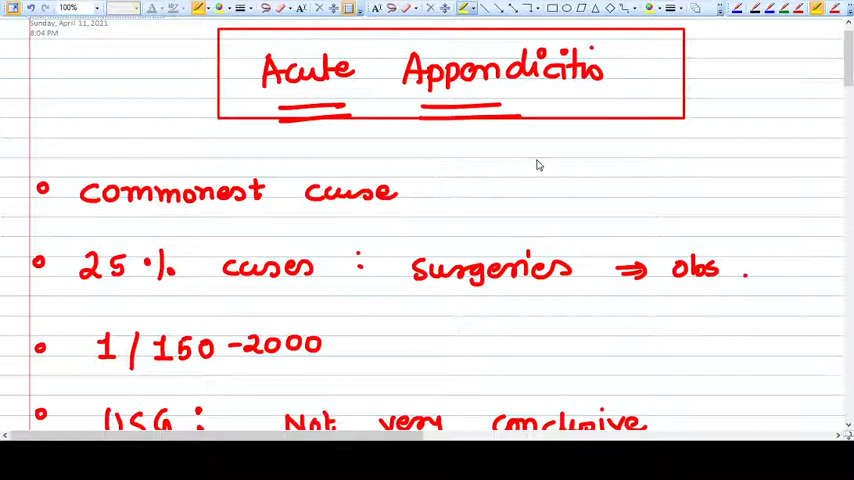 100%
Sunday, April 11, 2021
8:04 PM
Acute Appendicitis
commonest cause
25% cases : surgeries ⇒ obs.
1/150-2000
USG : Not very conclusive